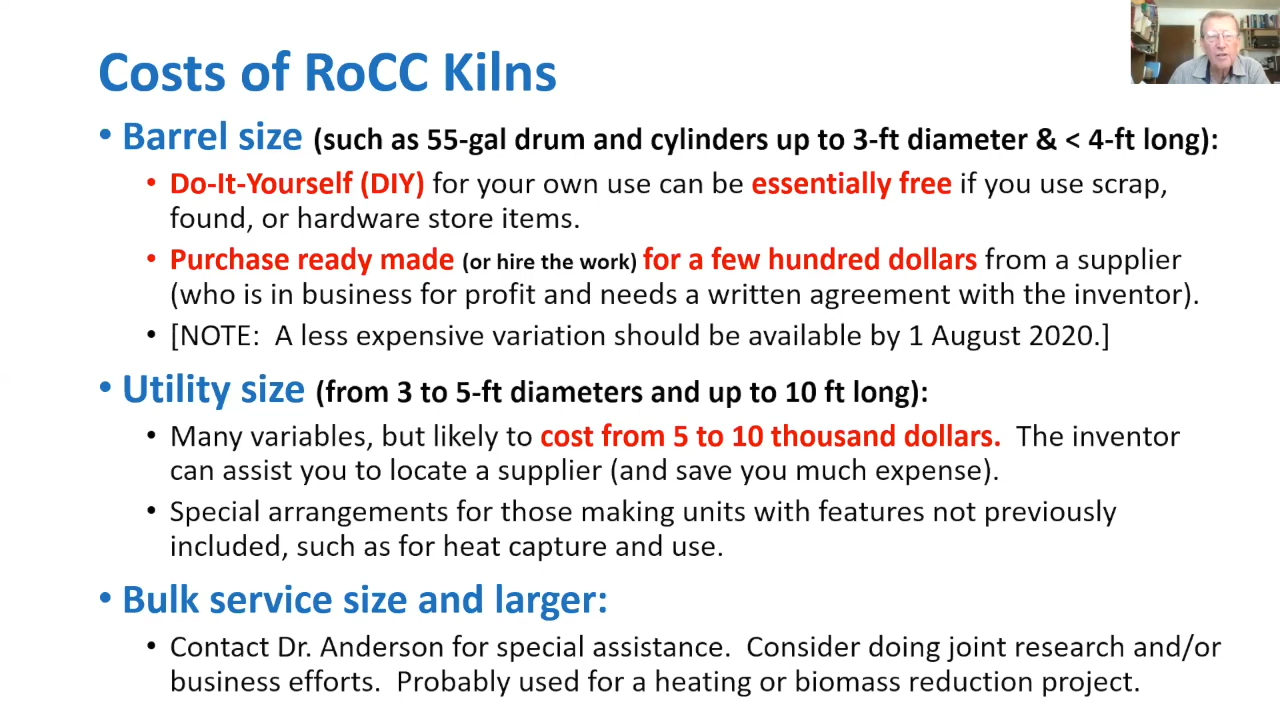 Costs of RoCC Kilns
• Barrel size (such as 55-gal drum and cylinders up to 3-ft diameter & < 4-ft long):
• Do-It-Yourself (DIY) for your own use can be essentially free if you use scrap,
found, or hardware store items.
• Purchase ready made (or hire the work) for a few hundred dollars from a supplier
(who is in business for profit and needs a written agreement with the inventor).
• [NOTE:  A less expensive variation should be available by 1 August 2020.]
• Utility size (from 3 to 5-ft diameters and up to 10 ft long):
• Many variables, but likely to cost from 5 to 10 thousand dollars.  The inventor
can assist you to locate a supplier (and save you much expense).
• Special arrangements for those making units with features not previously
included, such as for heat capture and use.
• Bulk service size and larger:
• Contact Dr. Anderson for special assistance.  Consider doing joint research and/or
business efforts.  Probably used for a heating or biomass reduction project.